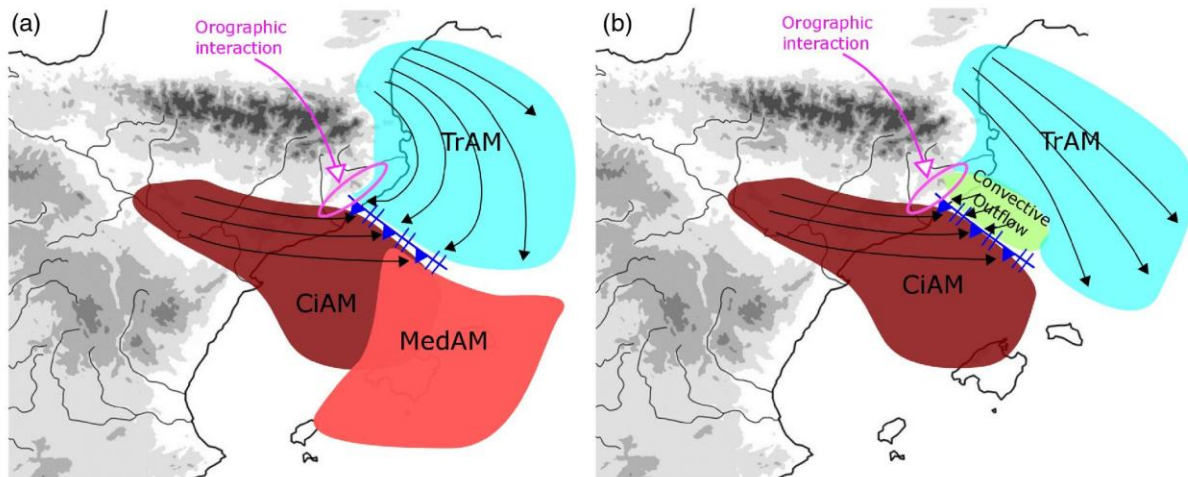 (a)
Orographic
interaction
TrAM
CiAM
MedAM
(b)
Orographic
interaction
TrAM
Convective
Outflow
CiAM